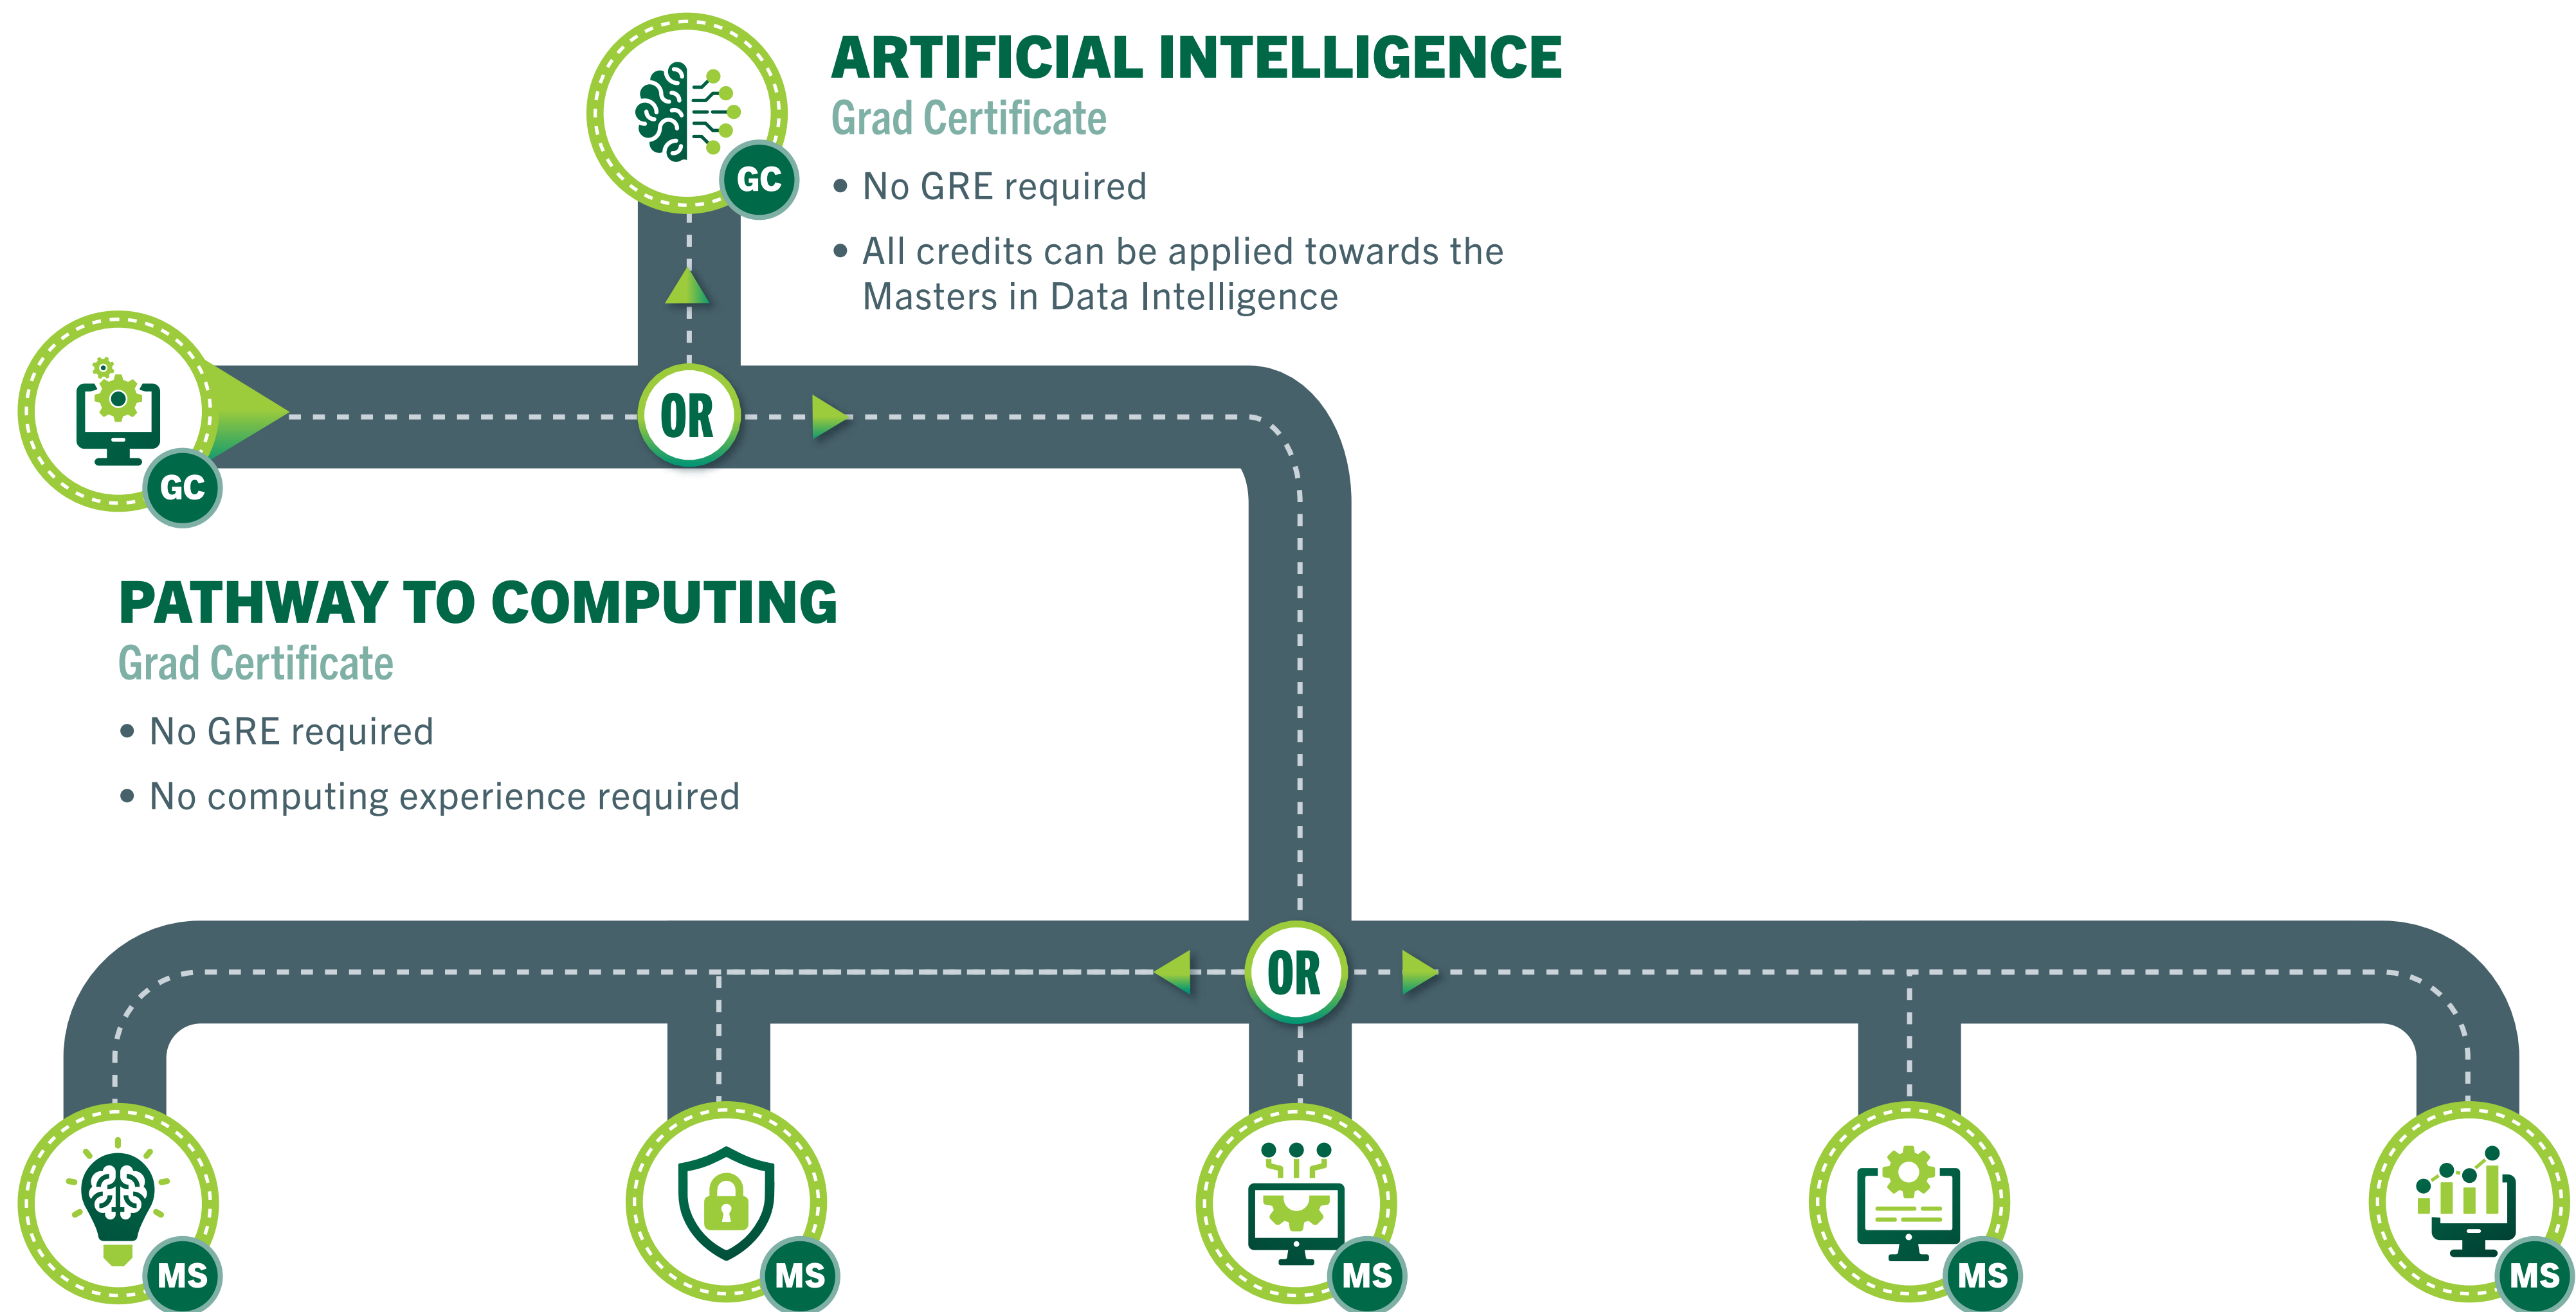 ARTIFICIAL INTELLIGENCE
Grad Certificate
GC
• No GRE required
• All credits can be applied towards the
Masters in Data Intelligence
OR
GC
PATHWAY TO COMPUTING
Grad Certificate
• No GRE required
• No computing experience required
OR
MS
MS
MS
MS
MS